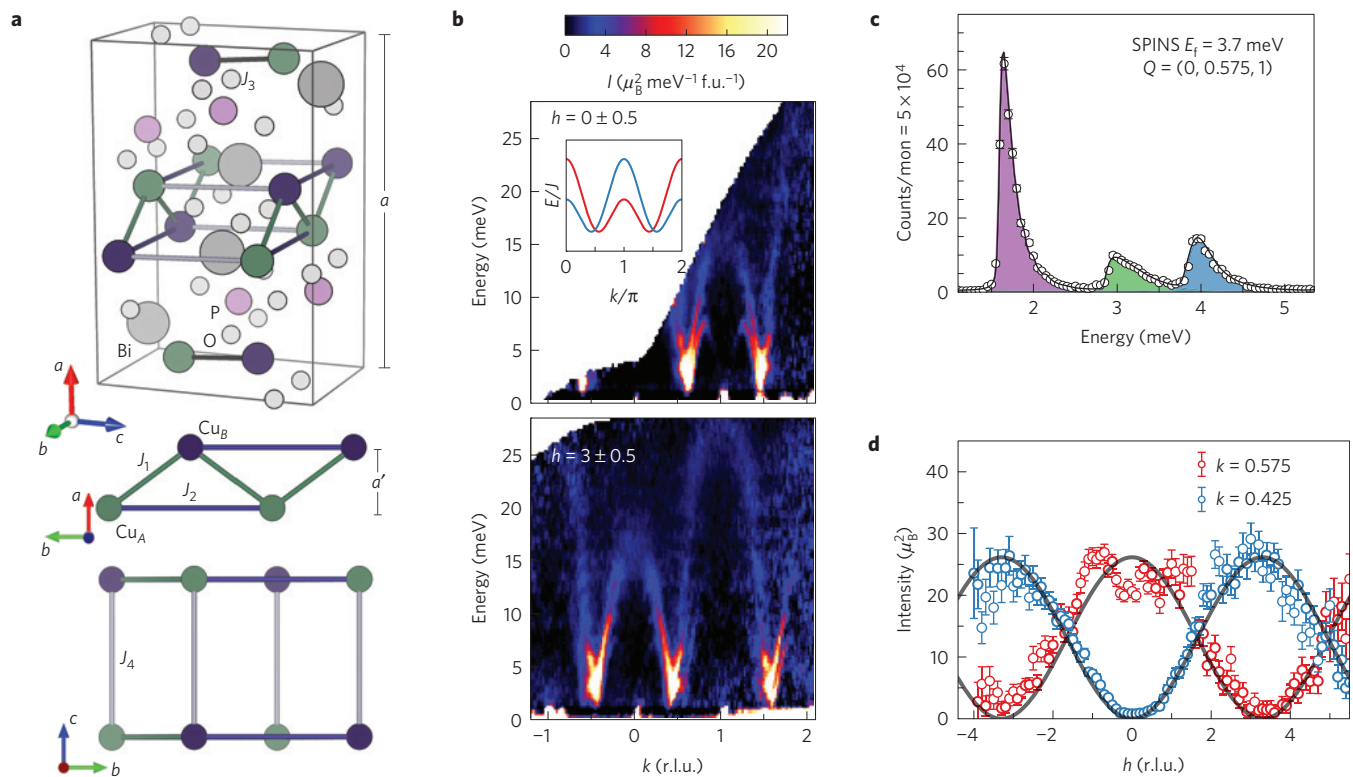 a
J3
a
P
O
Bi
a
b
c
CuB
J1
J2
a′
a
b
CuA
J4
c
b
b
0 4 8 12 16 20
I (μB² meV−1 f.u.−1)
h = 0 ± 0.5
E/J
0 1 2
k/π
Energy (meV)
25
20
15
10
5
0
h = 3 ± 0.5
Energy (meV)
25
20
15
10
5
0
−1 0 1 2
k (r.l.u.)
c
SPINS Ef = 3.7 meV
Q = (0, 0.575, 1)
Counts/mon = 5 × 10⁴
60
40
20
0
2 3 4 5
Energy (meV)
d
k = 0.575
k = 0.425
Intensity (μB²)
40
30
20
10
0
−4 −2 0 2 4
h (r.l.u.)